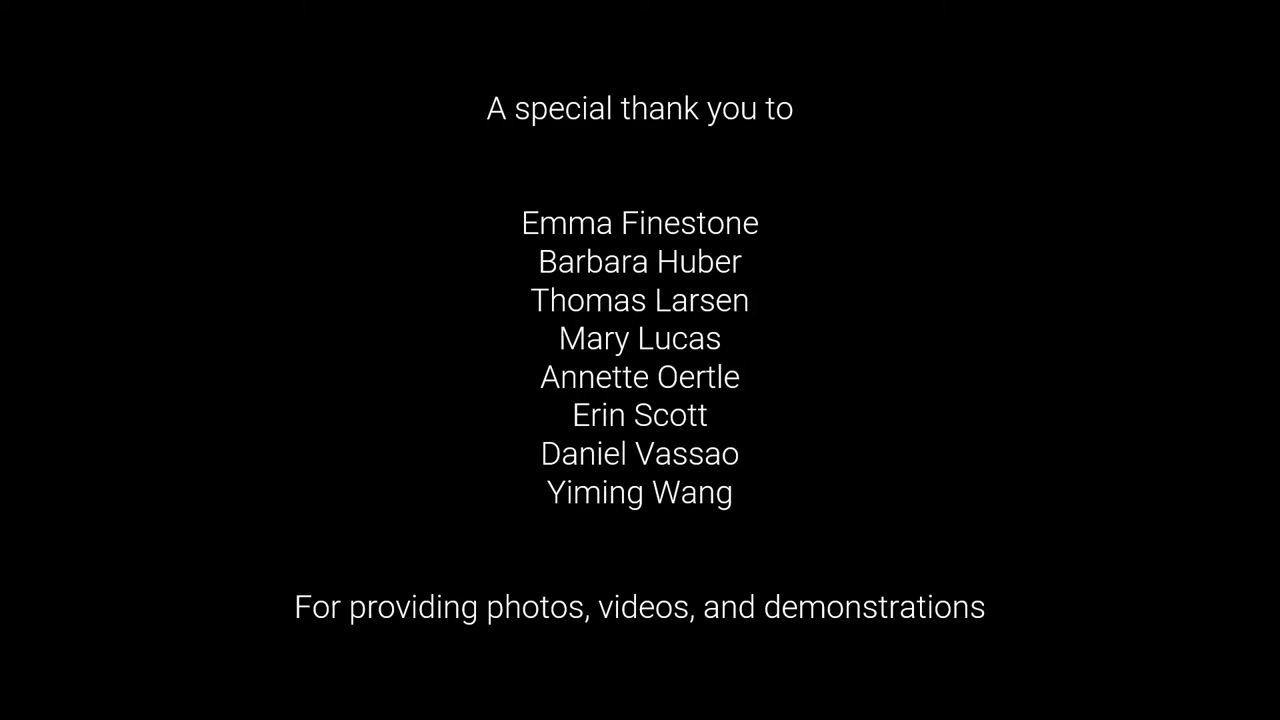 A special thank you to
Emma Finestone
Barbara Huber
Thomas Larsen
Mary Lucas
Annette Oertle
Erin Scott
Daniel Vassao
Yiming Wang
For providing photos, videos, and demonstrations